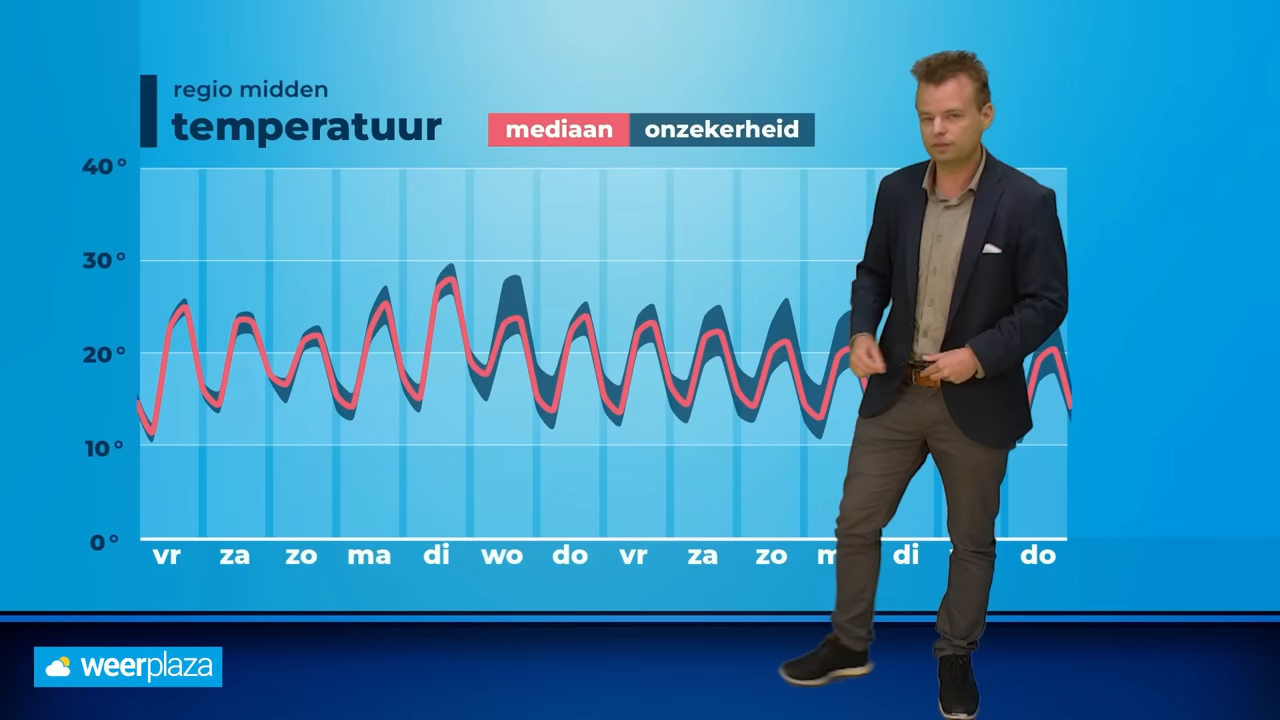 regio midden
temperatuur
mediaan onzekerheid
40°
30°
20°
10°
0°
vr za zo ma di wo do vr za zo di do
weerplaza